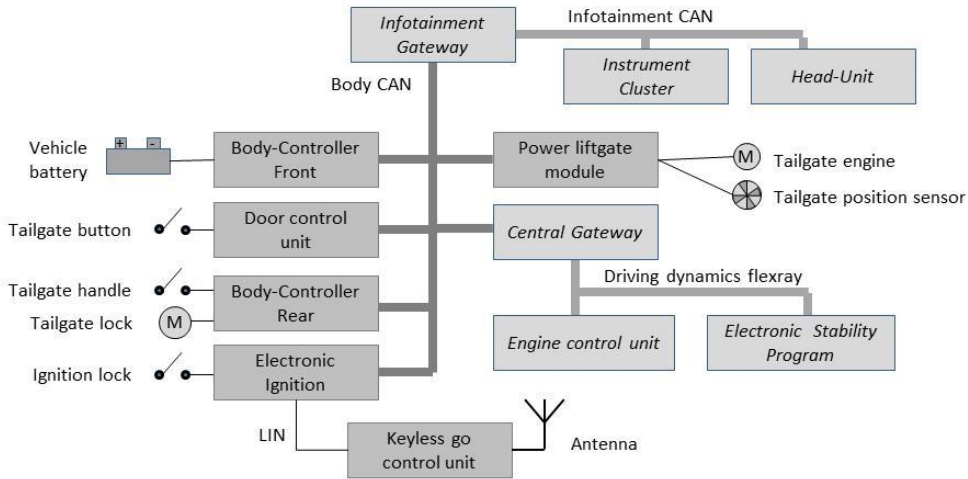 Infotainment
Gateway
Infotainment CAN
Instrument
Cluster
Head-Unit
Body CAN
Vehicle
battery
+ -
Body-Controller
Front
Power liftgate
module
M
Tailgate engine
Tailgate position sensor
Tailgate button
Door control
unit
Central Gateway
Driving dynamics flexray
Tailgate handle
Tailgate lock
M
Body-Controller
Rear
Engine control unit
Electronic Stability
Program
Ignition lock
Electronic
Ignition
LIN
Keyless go
control unit
Antenna